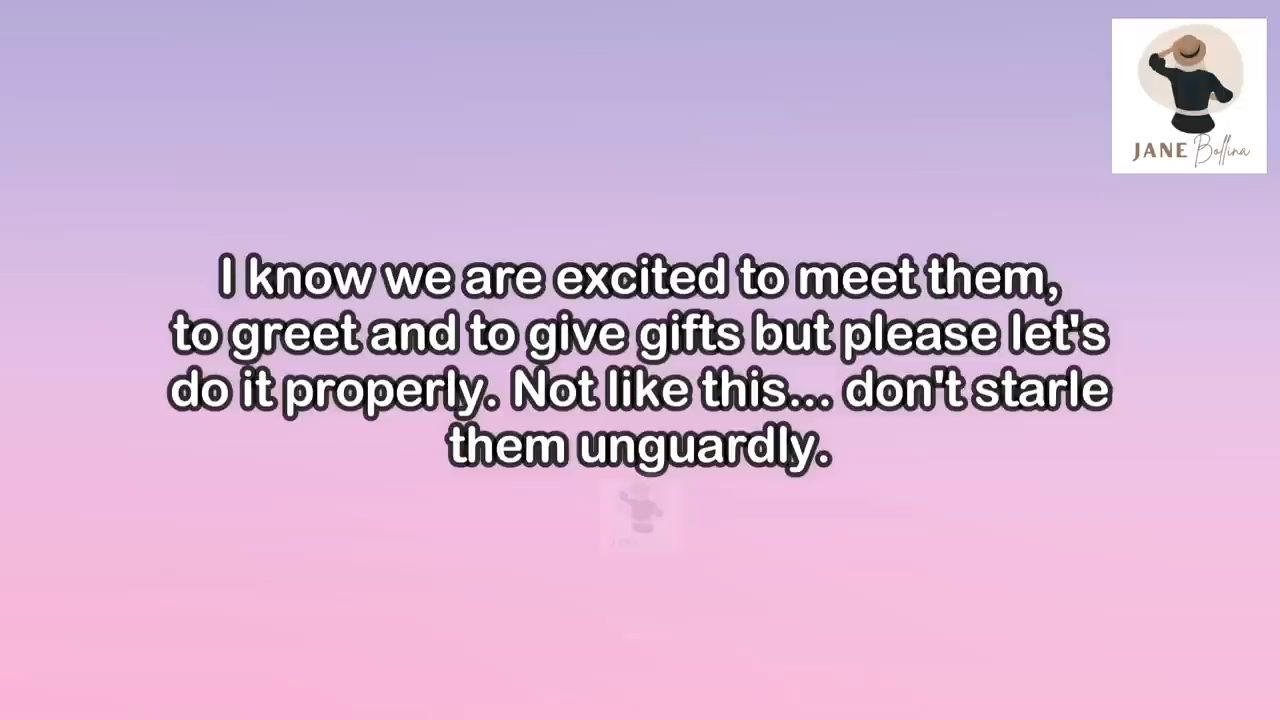 JANE Bollina
I know we are excited to meet them,
to greet and to give gifts but please let's
do it properly. Not like this... don't starle
them unguardly.